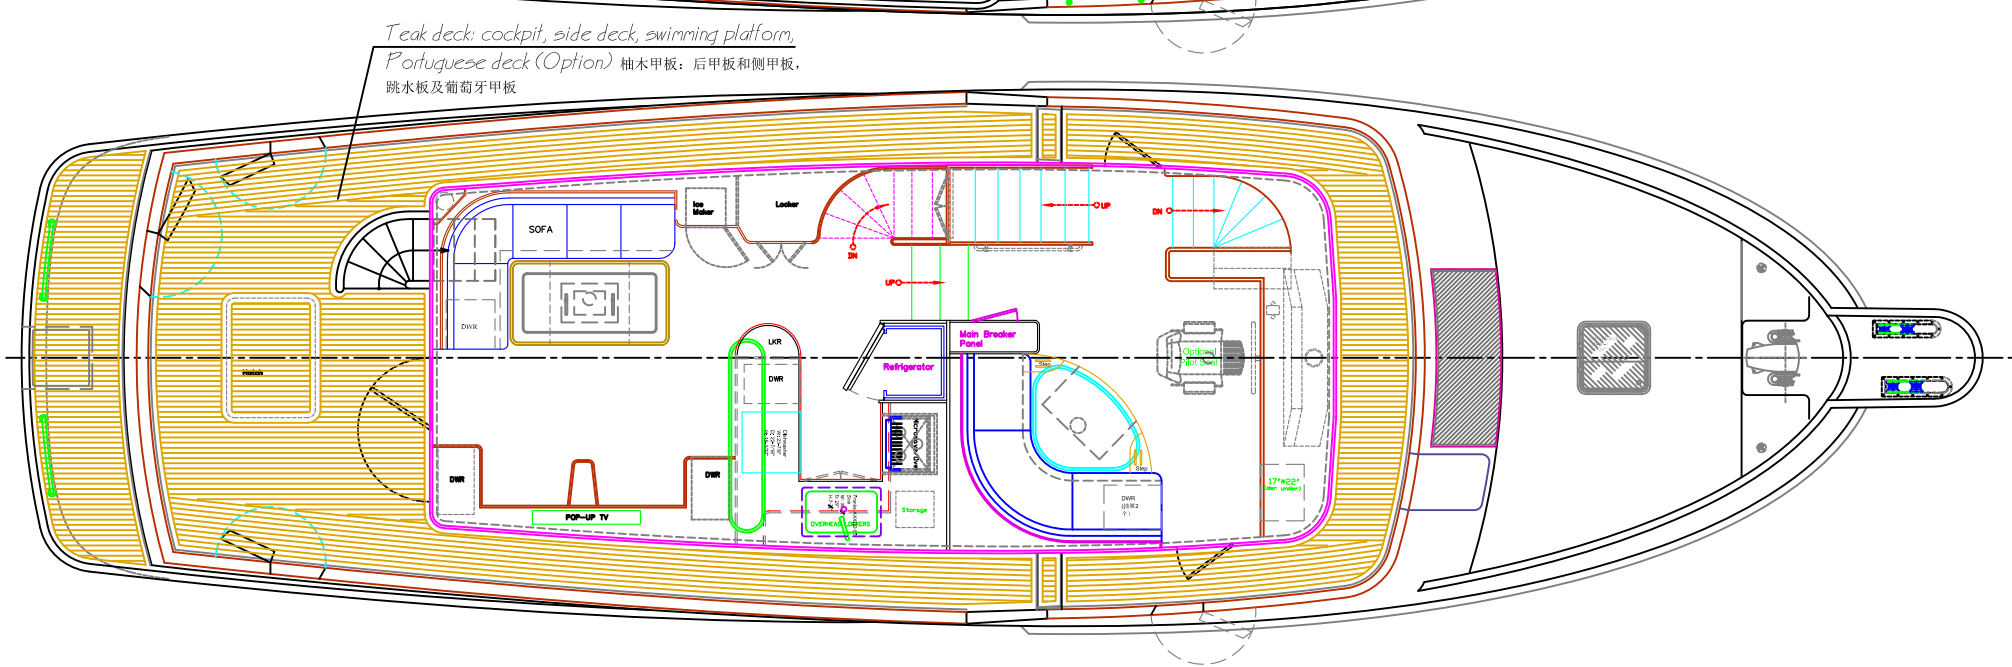 Teak deck: cockpit, side deck, swimming platform,
Portuguese deck (Option) 柚木甲板：后甲板和侧甲板，
跳水板及葡萄牙甲板
Ice
Maker
Locker
SOFA
DN
UP
DN
UP
DWR
Main Breaker
Panel
LKR
Refrigerator
Optional
Pilot Seat
Step
Hatch
DWR
DWR
DWR
Step
17"*22"
DWR
Storage
POP-UP TV
OVERHEAD